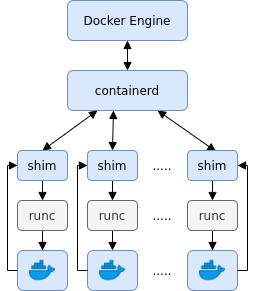 Docker Engine
containerd
shim shim ..... shim
runc runc ..... runc
.....